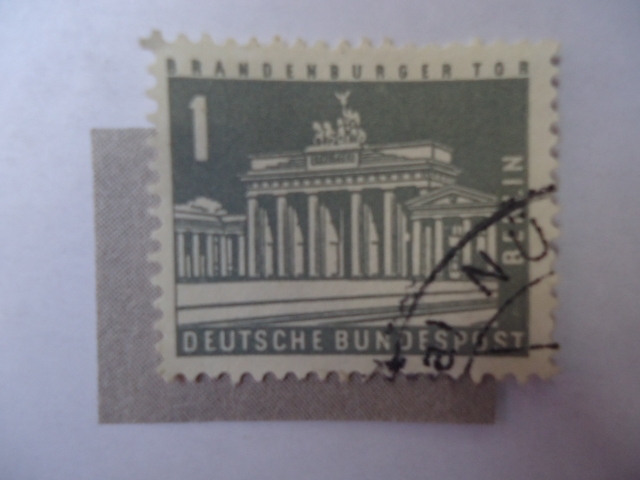 BRANDENBURGER TOR
1
BERLIN
DEUTSCHE BUNDESPOST